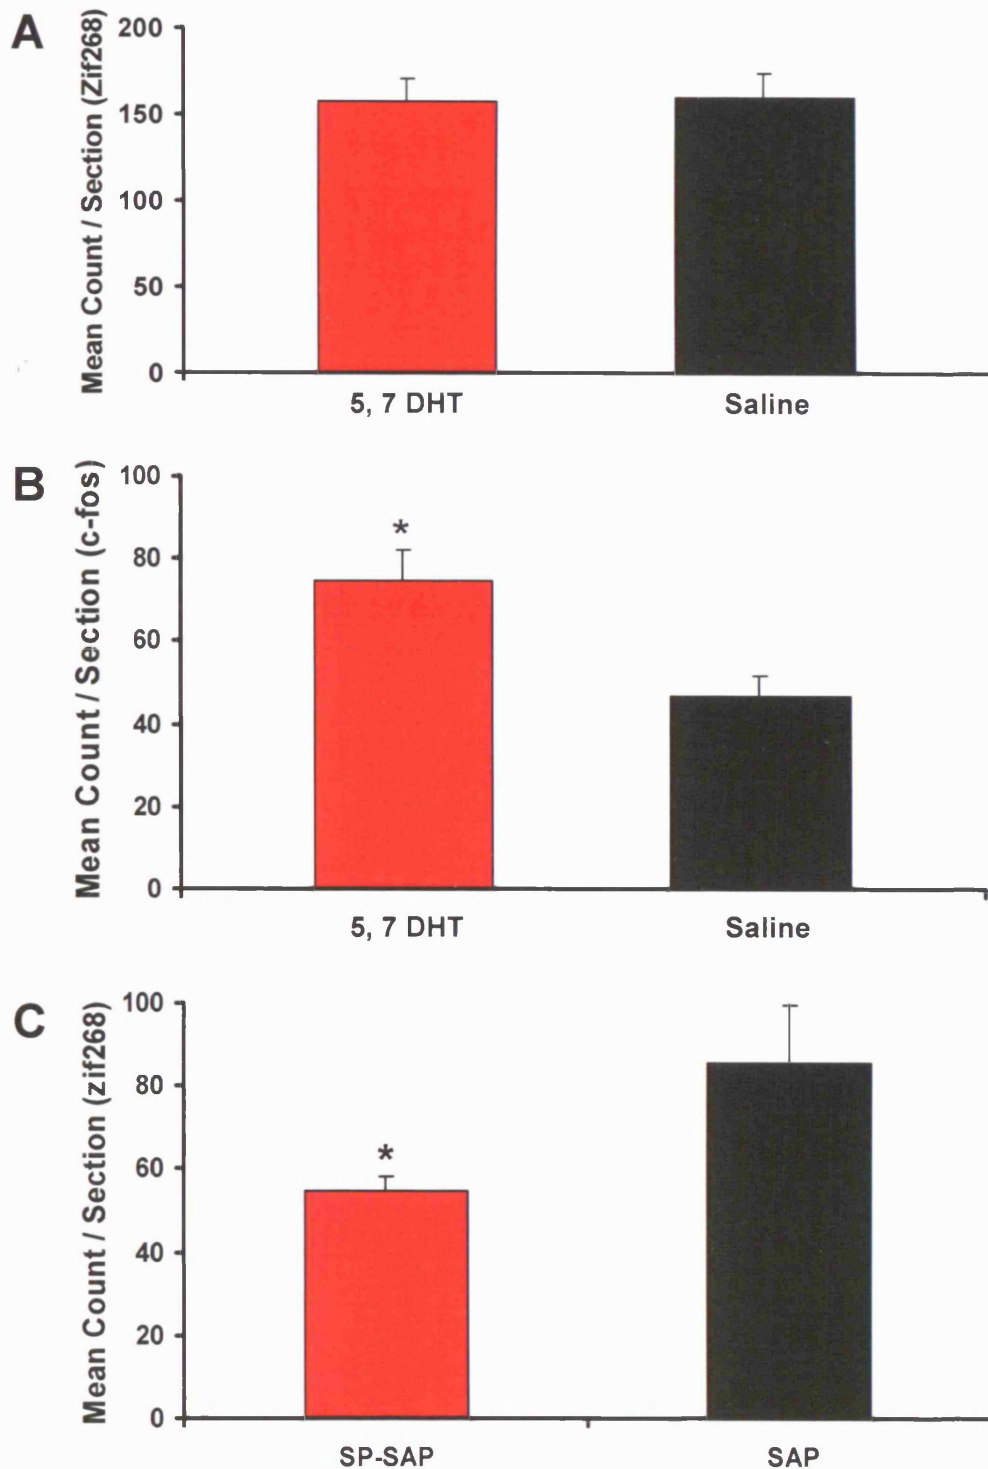 A
Mean Count / Section (Zif268)
200
150
100
50
0
5, 7 DHT
Saline
B
Mean Count / Section (c-fos)
100
80
*
60
40
20
0
5, 7 DHT
Saline
C
Mean Count / Section (zif268)
100
80
60
*
40
20
0
SP-SAP
SAP